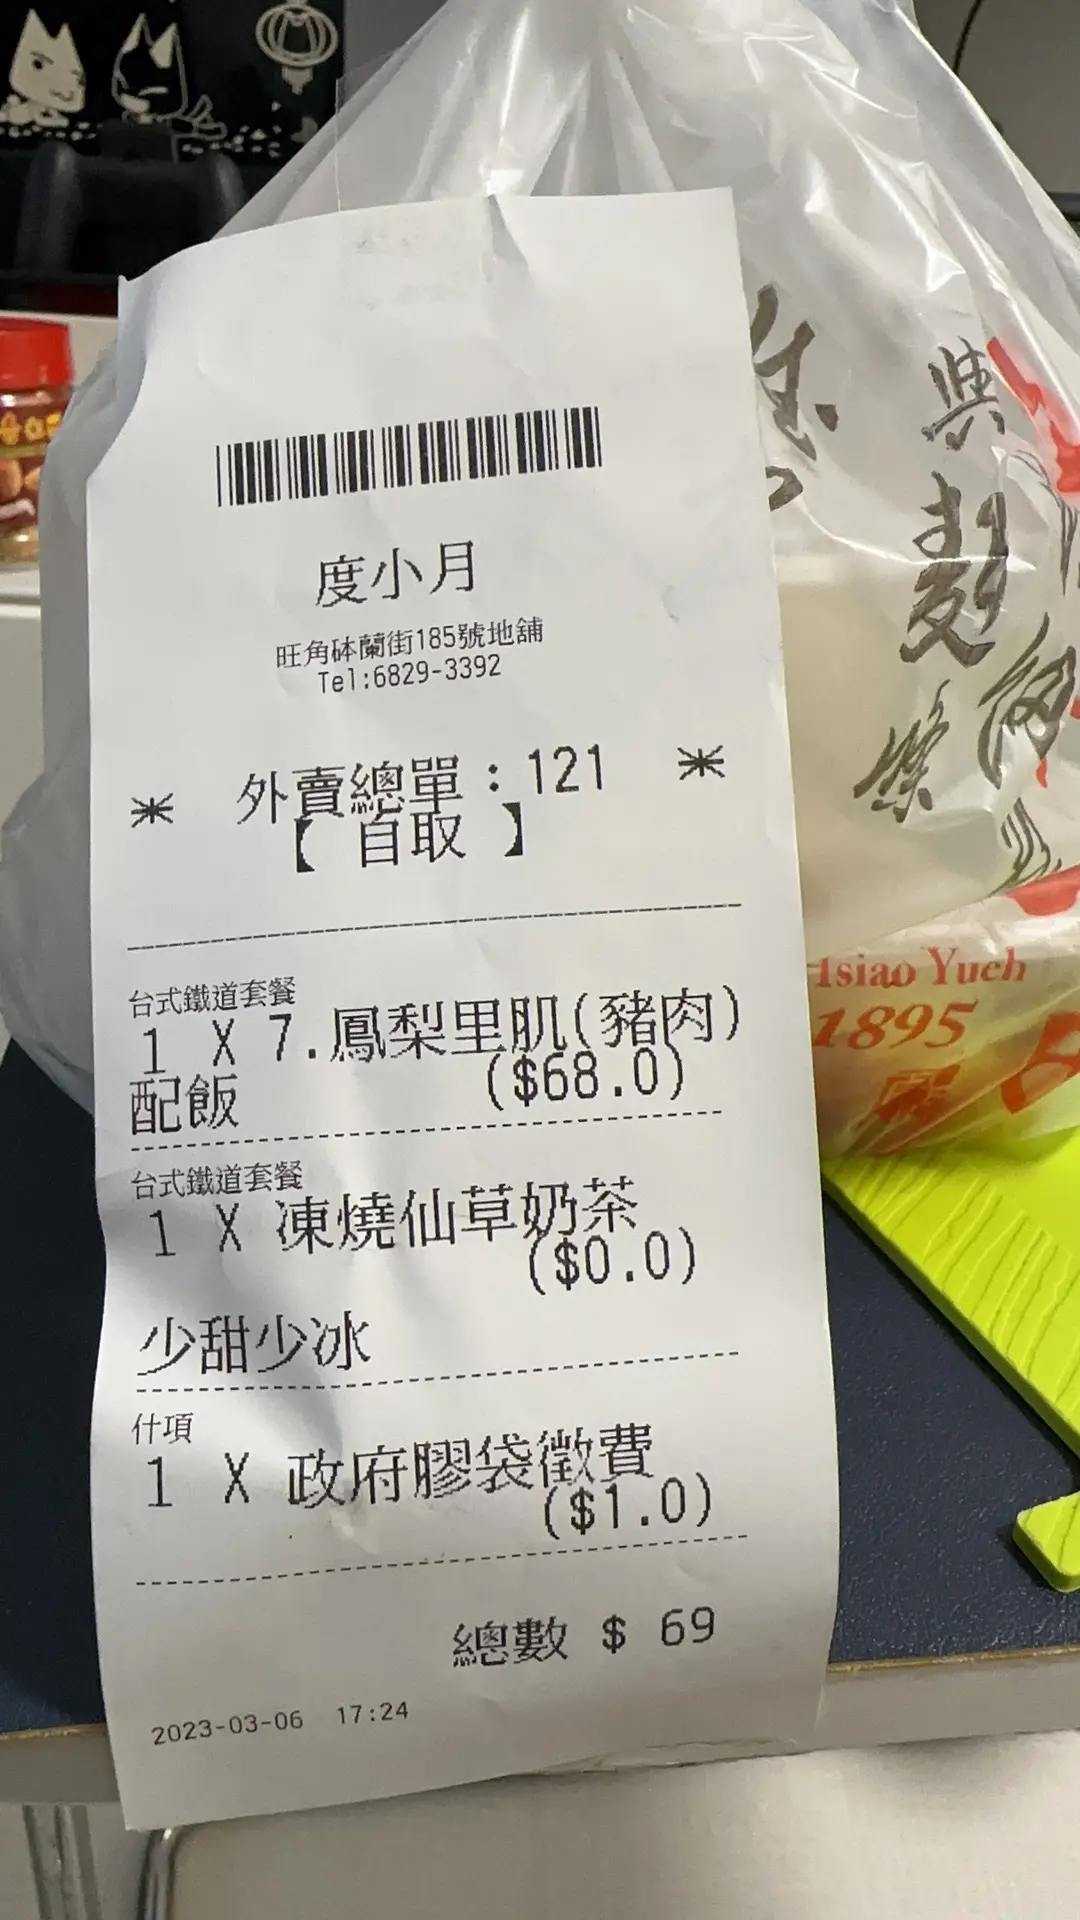 度小月
旺角砵蘭街185號地舖
Tel:6829-3392
* 外賣總單：121 *
【 自取 】
台式鐵道套餐
1 X 7.鳳梨里肌(豬肉)
配飯 ($68.0)
台式鐵道套餐
1 X 凍燒仙草奶茶
($0.0)
少甜少冰
什項
1 X 政府膠袋徵費
($1.0)
總數 $ 69
2023-03-06 17:24
Hsiao Yueh
1895